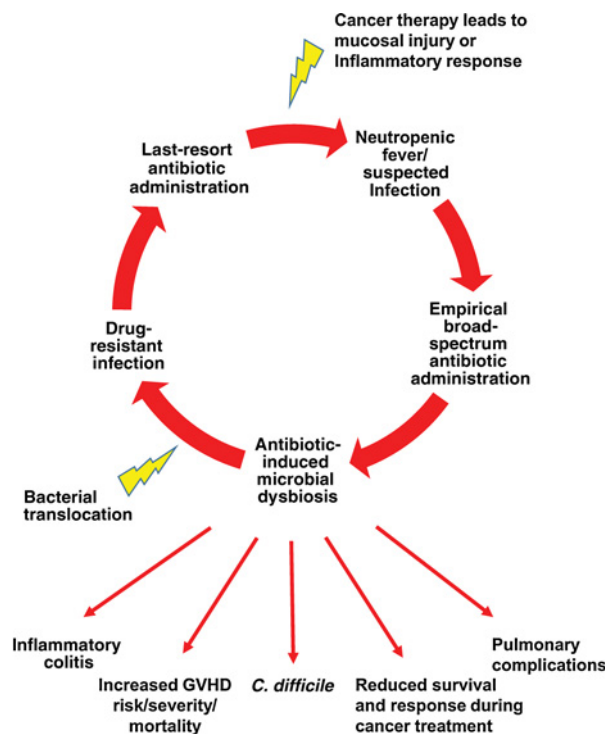 Cancer therapy leads to
mucosal injury or
Inflammatory response
Last-resort
antibiotic
administration
Neutropenic
fever/
suspected
Infection
Drug-
resistant
infection
Empirical
broad-
spectrum
antibiotic
administration
Antibiotic-
induced
microbial
dysbiosis
Bacterial
translocation
Inflammatory
colitis
Increased GVHD
risk/severity/
mortality
C. difficile
Reduced survival
and response during
cancer treatment
Pulmonary
complications